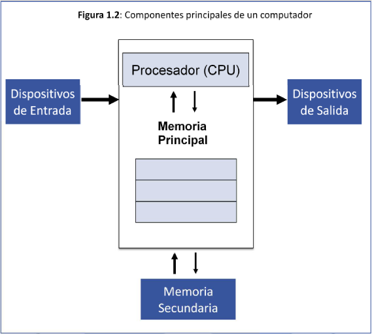 Figura 1.2: Componentes principales de un computador
Procesador (CPU)
Dispositivos
de Entrada
Dispositivos
de Salida
Memoria
Principal
Memoria
Secundaria